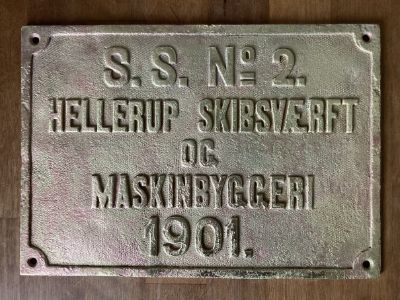 S. S. Nº 2.
HELLERUP SKIBSVÆRFT
OG
MASKINBYGGERI
1901.